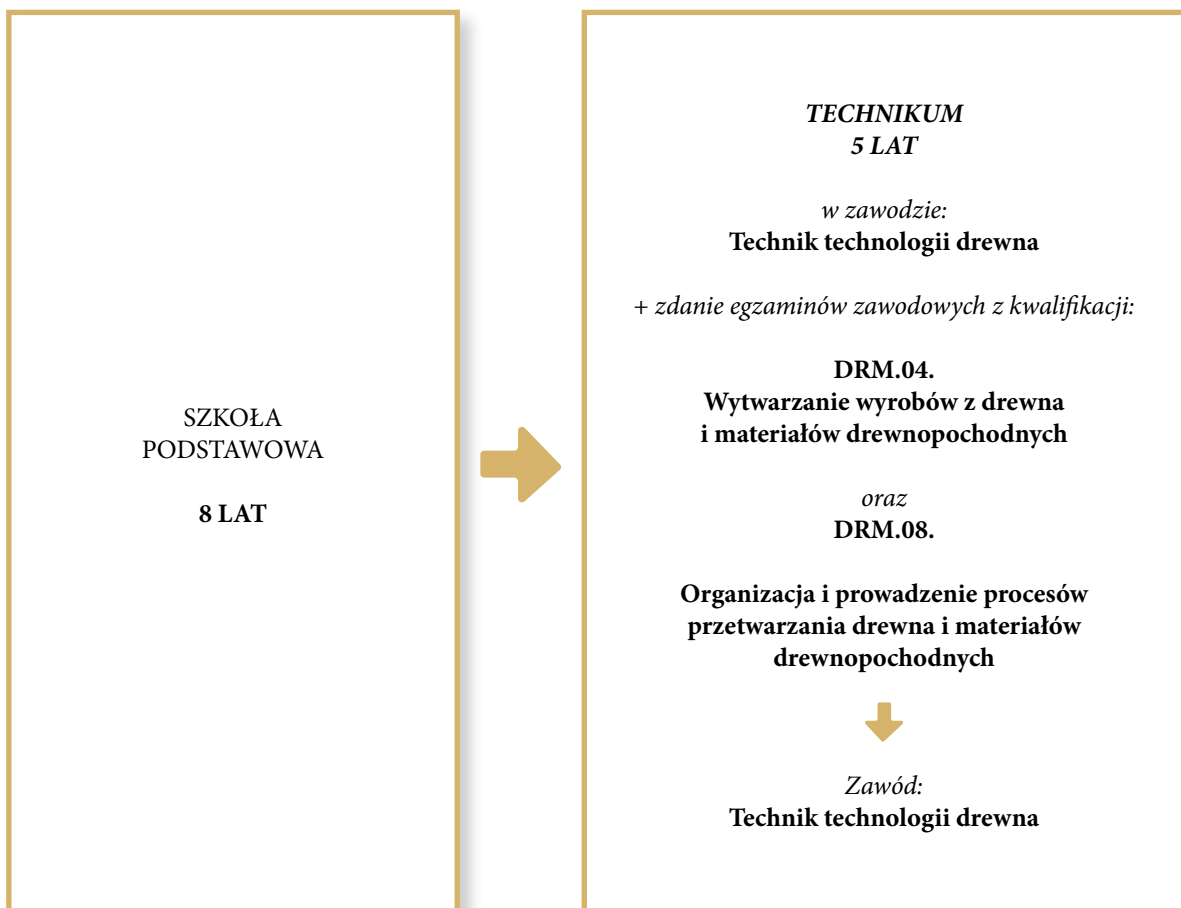 SZKOŁA
PODSTAWOWA
8 LAT
TECHNIKUM
5 LAT
w zawodzie:
Technik technologii drewna
+ zdanie egzaminów zawodowych z kwalifikacji:
DRM.04.
Wytwarzanie wyrobów z drewna
i materiałów drewnopochodnych
oraz
DRM.08.
Organizacja i prowadzenie procesów
przetwarzania drewna i materiałów
drewnopochodnych
Zawód:
Technik technologii drewna